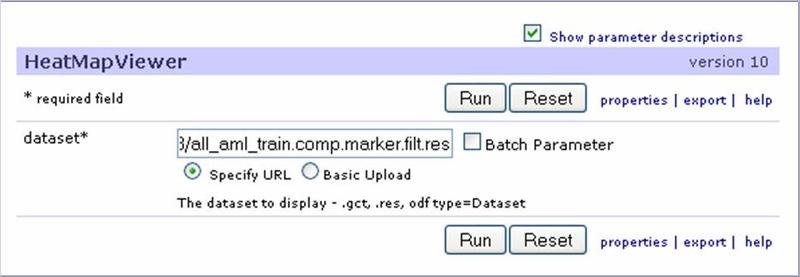 Show parameter descriptions
HeatMapViewer version 10
* required field Run Reset properties | export | help
dataset* 3/all_aml_train.comp.marker.filt.res Batch Parameter
Specify URL Basic Upload
The dataset to display - .gct, .res, odf type=Dataset
Run Reset properties | export | help